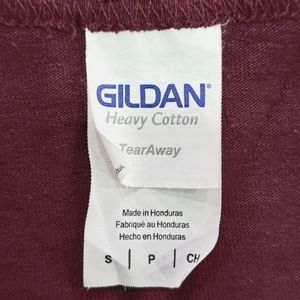 GILDAN®
Heavy Cotton
TearAway
Made in Honduras
Fabriqué au Honduras
Hecho en Honduras
S | P | CH